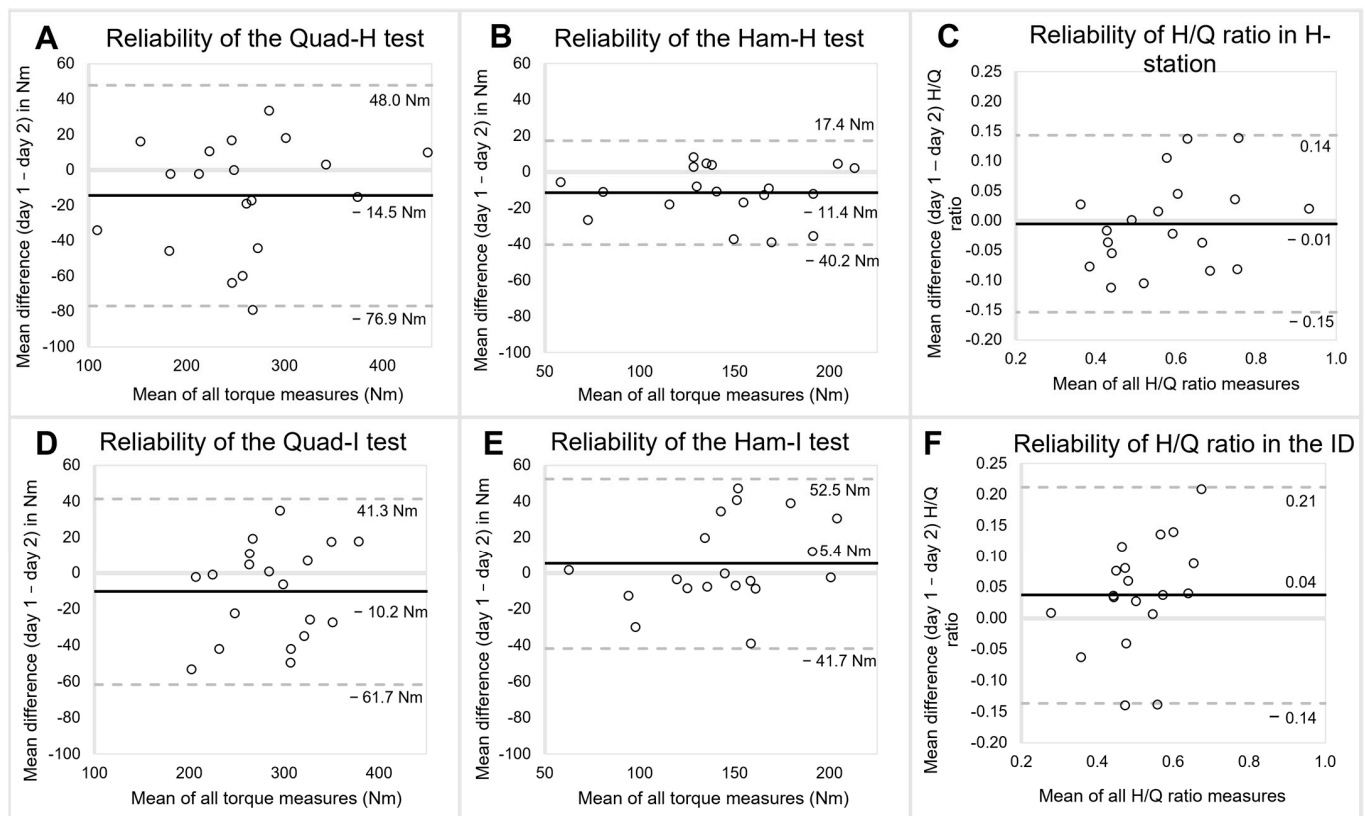 A
Reliability of the Quad-H test
Mean difference (day 1 – day 2) in Nm
60
40
20
0
-20
-40
-60
-80
-100
48.0 Nm
− 14.5 Nm
− 76.9 Nm
100
200
300
400
Mean of all torque measures (Nm)
B
Reliability of the Ham-H test
Mean difference (day 1 – day 2) in Nm
60
40
20
0
-20
-40
-60
-80
-100
17.4 Nm
− 11.4 Nm
− 40.2 Nm
50
100
150
200
Mean of all torque measures (Nm)
C
Reliability of H/Q ratio in H-
station
Mean difference (day 1 – day 2) H/Q
ratio
0.25
0.20
0.15
0.10
0.05
0.00
-0.05
-0.10
-0.15
-0.20
0.14
− 0.01
− 0.15
0.2
0.4
0.6
0.8
1.0
Mean of all H/Q ratio measures
D
Reliability of the Quad-I test
Mean difference (day 1 – day 2) in Nm
60
40
20
0
-20
-40
-60
-80
-100
41.3 Nm
− 10.2 Nm
− 61.7 Nm
100
200
300
400
Mean of all torque measures (Nm)
E
Reliability of the Ham-I test
Mean difference (day 1 – day 2) in Nm
60
40
20
0
-20
-40
-60
-80
-100
52.5 Nm
5.4 Nm
− 41.7 Nm
50
100
150
200
Mean of all torque measures (Nm)
F
Reliability of H/Q ratio in the ID
Mean difference (day 1 – day 2) H/Q
ratio
0.25
0.20
0.15
0.10
0.05
0.00
-0.05
-0.10
-0.15
-0.20
0.21
0.04
− 0.14
0.2
0.4
0.6
0.8
1.0
Mean of all H/Q ratio measures